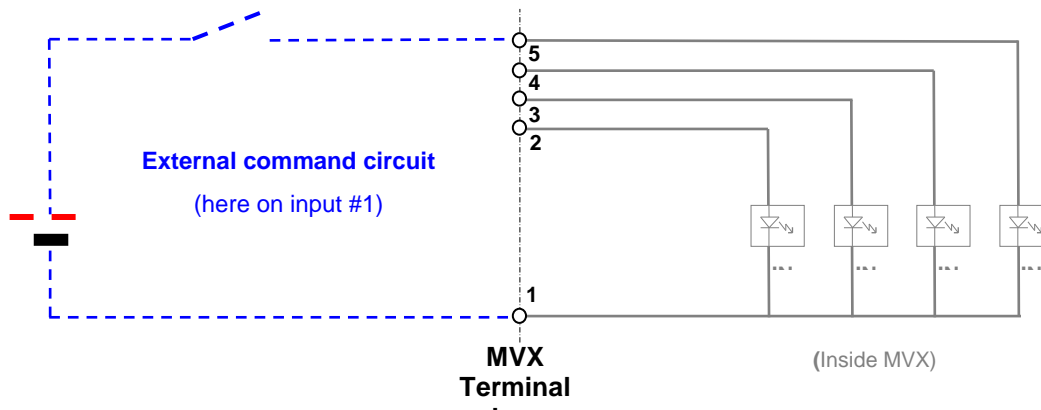 5
4
3
2
External command circuit
(here on input #1)
1
MVX
Terminal
(Inside MVX)